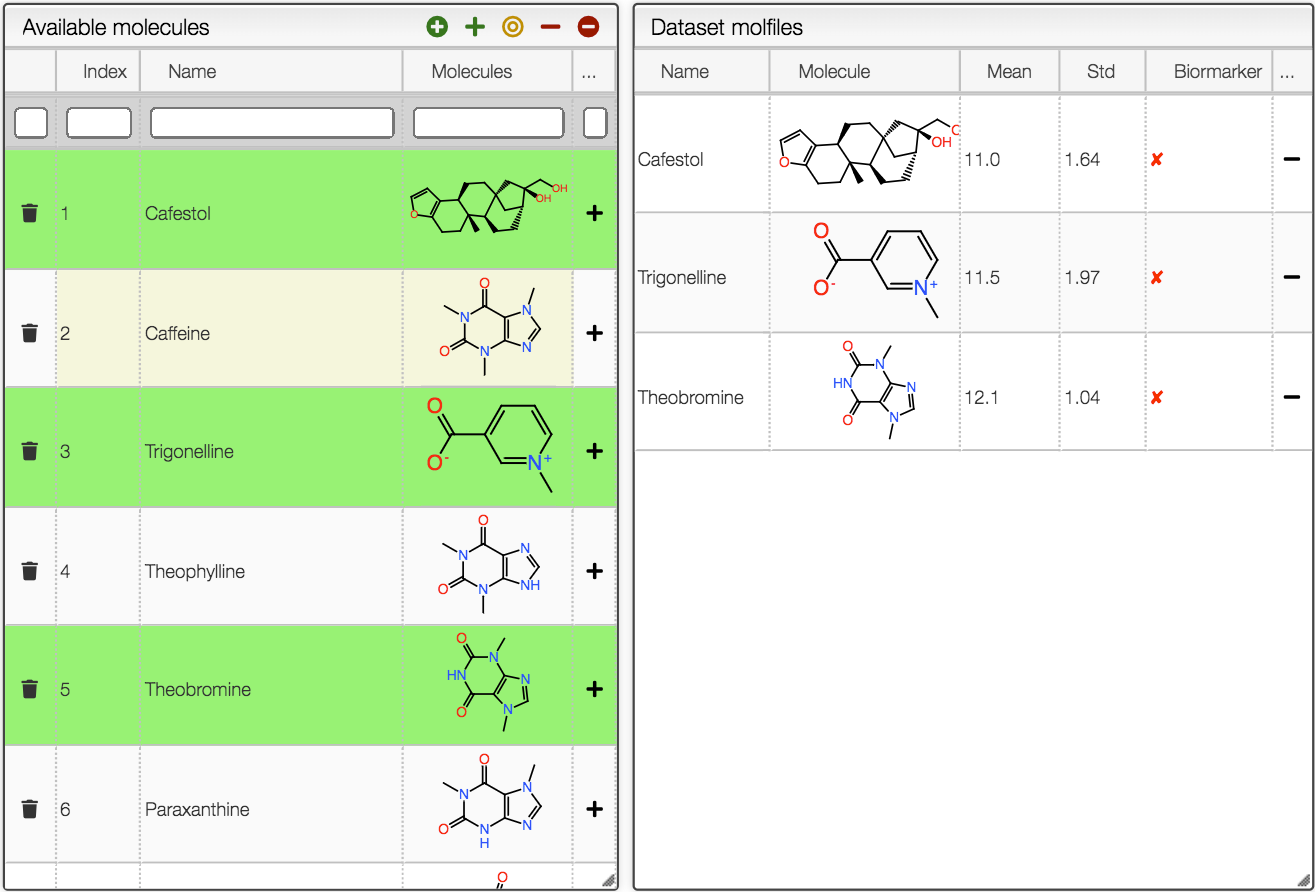 Available molecules
Index Name Molecules ...
1 Cafestol O OH OH
2 Caffeine O N N O N N
3 Trigonelline O O- N+
4 Theophylline O N N O N NH
5 Theobromine O N HN N O N
6 Paraxanthine O N N O N H N
O
Dataset molfiles
Name Molecule Mean Std Biormarker ...
Cafestol O OH O 11.0 1.64 ✘
Trigonelline O O- N+ 11.5 1.97 ✘
Theobromine O N HN N O N 12.1 1.04 ✘